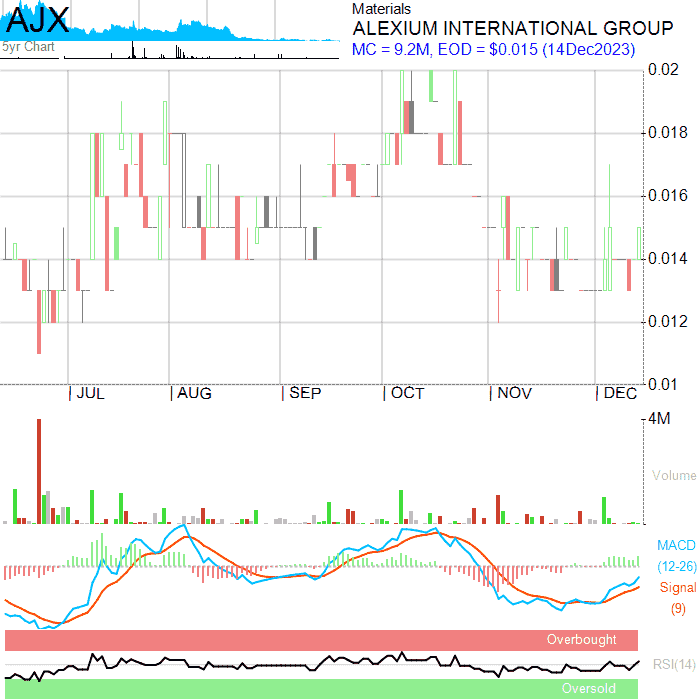 AJX
5yr Chart
Materials
ALEXIUM INTERNATIONAL GROUP
MC = 9.2M, EOD = $0.015 (14Dec2023)
0.02
0.018
0.016
0.014
0.012
0.01
JUL AUG SEP OCT NOV DEC
4M
Volume
MACD
(12-26)
Signal
(9)
Overbought
RSI(14)
Oversold